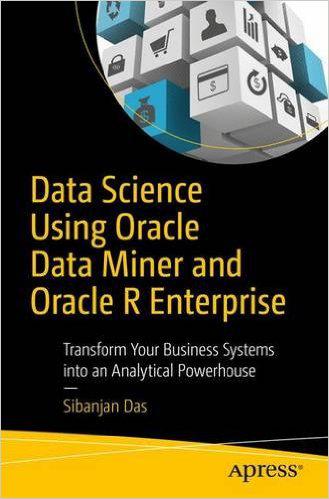 Data Science
Using Oracle
Data Miner and
Oracle R Enterprise
Transform Your Business Systems
into an Analytical Powerhouse
—
Sibanjan Das
Apress®